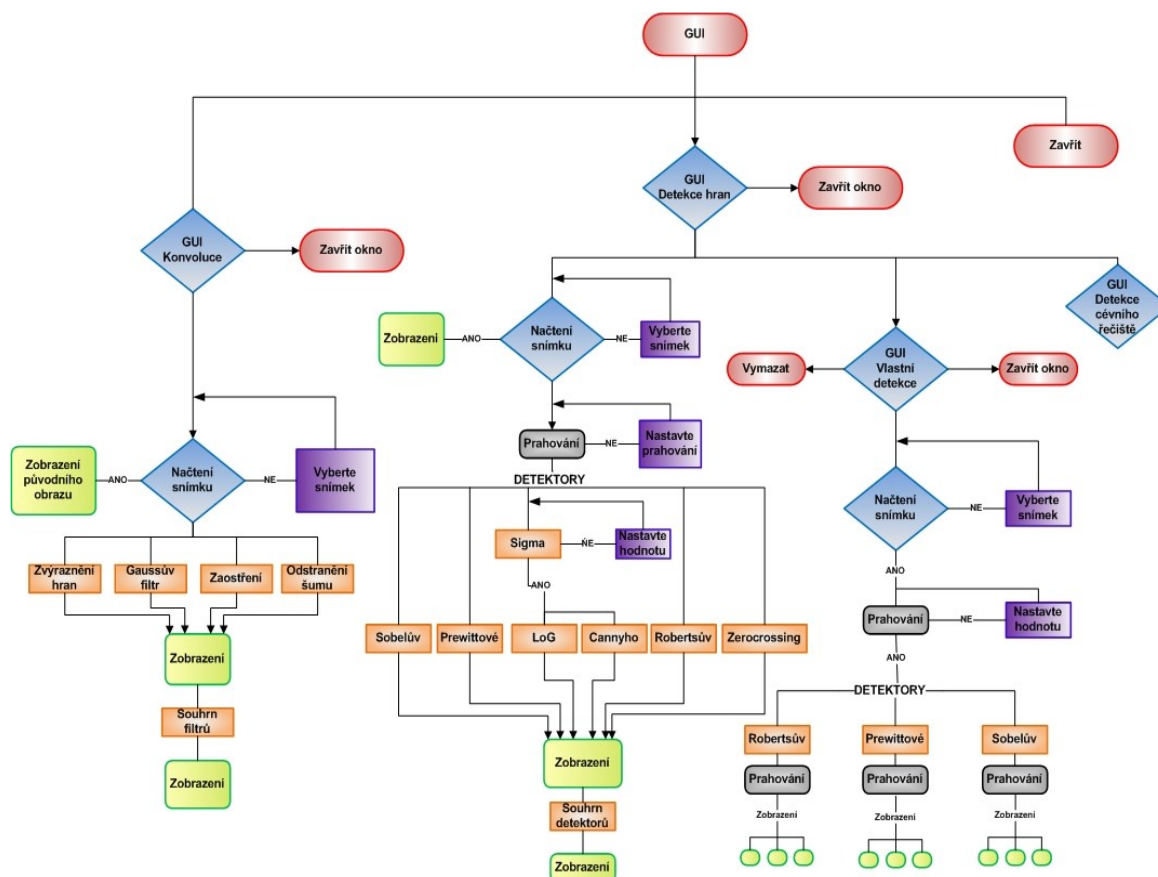 GUI
Zavřít
GUI
Detekce hran
Zavřít okno
GUI
Konvoluce
Zavřít okno
GUI
Detekce
cévního
řečiště
Zobrazeni
ANO
Načtení
snímku
NE
Vyberte
snímek
Vymazat
GUI
Vlastní
detekce
Zavřít okno
Prahování
NE
Nastavte
prahování
Zobrazení
původního
obrazu
ANO
Načtení
snímku
NE
Vyberte
snímek
DETEKTORY
Načtení
snímku
NE
Vyberte
snímek
Sigma
NE
Nastavte
hodnotu
ANO
Zvýraznění
hran
Gaussův
filtr
Zaostření
Odstranění
šumu
ANO
Prahování
NE
Nastavte
hodnotu
Sobelův
Prewittové
LoG
Cannyho
Robertsův
Zerocrossing
Zobrazení
ANO
DETEKTORY
Souhrn
filtrů
Robertsův
Prewittové
Sobelův
Zobrazení
Zobrazení
Prahování
Prahování
Prahování
Souhrn
detektorů
Zobrazení
Zobrazení
Zobrazení
Zobrazení